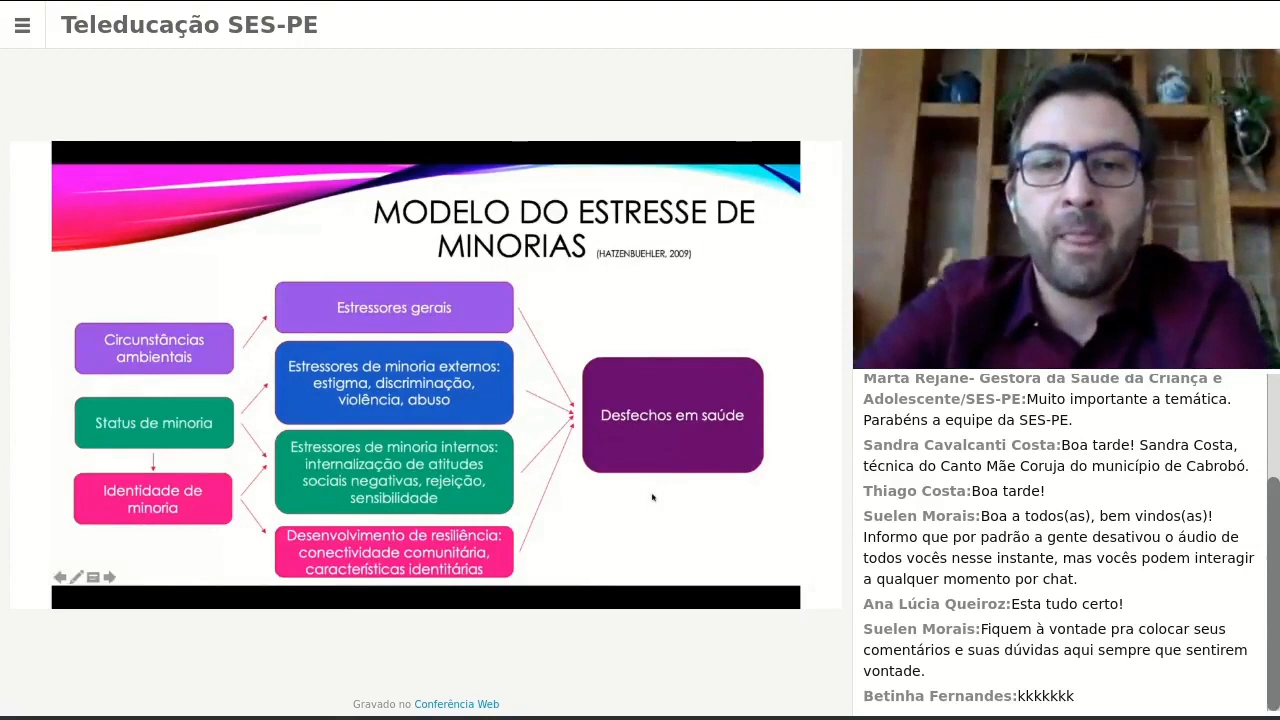 Teleducação SES-PE
MODELO DO ESTRESSE DE
MINORIAS (HATZENBUEHLER, 2009)
Circunstâncias
ambientais
Status de minoria
Identidade de
minoria
Estressores gerais
Estressores de minoria externos:
estigma, discriminação,
violência, abuso
Estressores de minoria internos:
internalização de atitudes
sociais negativas, rejeição,
sensibilidade
Desenvolvimento de resiliência:
conectividade comunitária,
características identitárias
Desfechos em saúde
Gravado no Conferência Web
Marta Rejane- Gestora da Saúde da Criança e
Adolescente/SES-PE:Muito importante a temática.
Parabéns a equipe da SES-PE.
Sandra Cavalcanti Costa:Boa tarde! Sandra Costa,
técnica do Canto Mãe Coruja do município de Cabrobó.
Thiago Costa:Boa tarde!
Suelen Morais:Boa a todos(as), bem vindos(as)!
Informo que por padrão a gente desativou o áudio de
todos vocês nesse instante, mas vocês podem interagir
a qualquer momento por chat.
Ana Lúcia Queiroz:Esta tudo certo!
Suelen Morais:Fiquem à vontade pra colocar seus
comentários e suas dúvidas aqui sempre que sentirem
vontade.
Betinha Fernandes:kkkkkkk